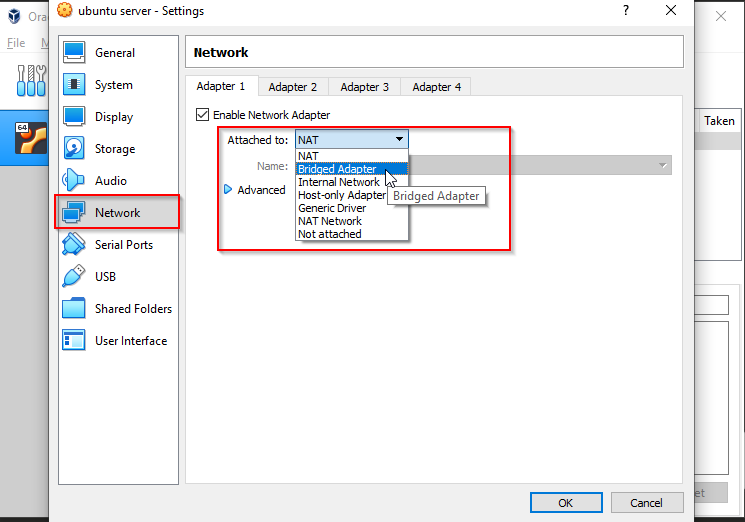 Orac
ubuntu server - Settings
?
File
M
64
Taken
General
System
Display
Storage
Audio
Network
Serial Ports
USB
Shared Folders
User Interface
Network
Adapter 1
Adapter 2
Adapter 3
Adapter 4
Enable Network Adapter
Attached to:
NAT
Name:
Advanced
NAT
Bridged Adapter
Internal Network
Host-only Adapter
Generic Driver
NAT Network
Not attached
Bridged Adapter
OK
Cancel
et